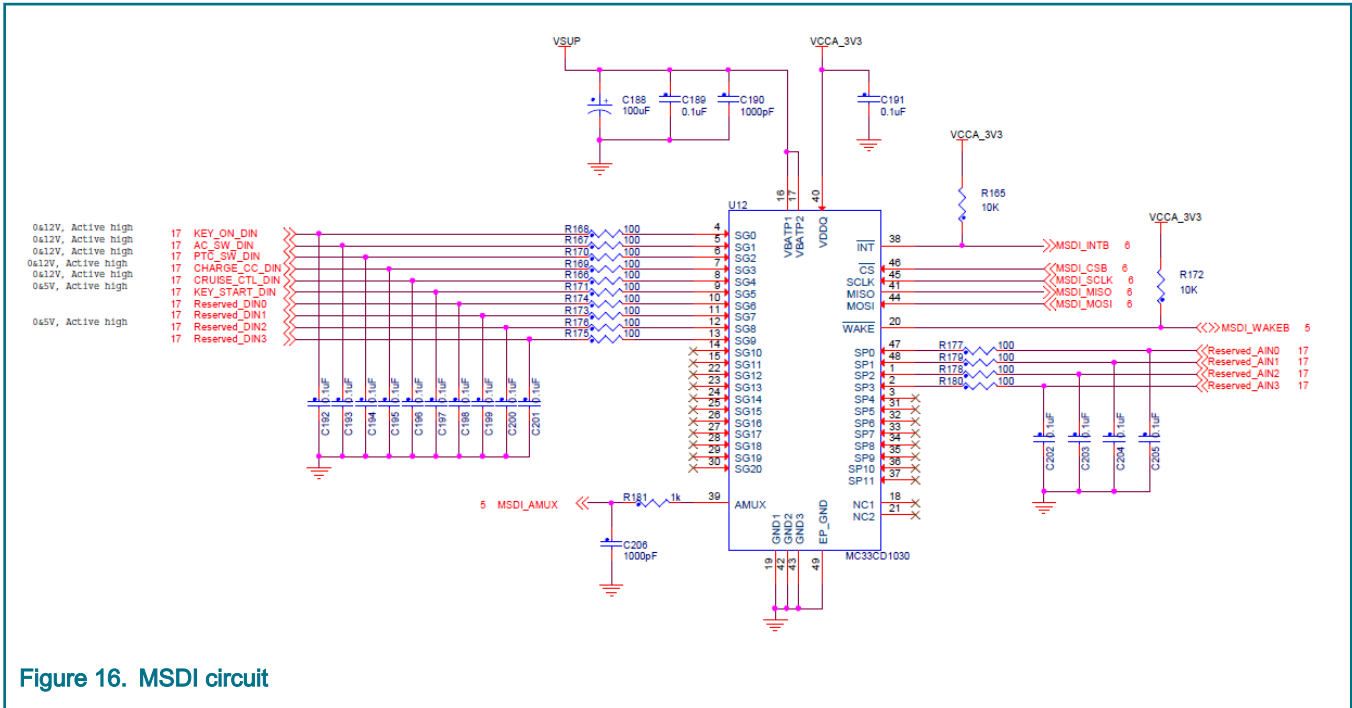 VSUP
VCCA_3V3
C188
100uF
C189
0.1uF
C190
1000pF
C191
0.1uF
VCCA_3V3
R165
10K
VCCA_3V3
R172
10K
U12
16
17
40
VBATP1
VBATP2
VDDQ
0&12V, Active high 17 KEY_ON_DIN R168 100 4 SG0
0&12V, Active high 17 AC_SW_DIN R167 100 5 SG1
0&12V, Active high 17 PTC_SW_DIN R170 100 6 SG2
0&12V, Active high 17 CHARGE_CC_DIN R169 100 7 SG3
0&12V, Active high 17 CRUISE_CTL_DIN R166 100 8 SG4
0&5V, Active high 17 KEY_START_DIN R171 100 9 SG5
17 Reserved_DIN0 R174 100 10 SG6
17 Reserved_DIN1 R173 100 11 SG7
0&5V, Active high 17 Reserved_DIN2 R176 100 12 SG8
17 Reserved_DIN3 R175 100 13 SG9
14 SG10
15 SG11
22 SG12
23 SG13
24 SG14
25 SG15
26 SG16
27 SG17
28 SG18
29 SG19
30 SG20
INT 38 MSDI_INTB 6
CS 46 MSDI_CSB 6
SCLK 45 MSDI_SCLK 6
MISO 41 MSDI_MISO 6
MOSI 44 MSDI_MOSI 6
WAKE 20 MSDI_WAKEB 5
SP0 47 R177 100 Reserved_AIN0 17
SP1 48 R179 100 Reserved_AIN1 17
SP2 1 R178 100 Reserved_AIN2 17
SP3 2 R180 100 Reserved_AIN3 17
SP4 3
SP5 31
SP6 32
SP7 33
SP8 34
SP9 35
SP10 36
SP11 37
NC1 18
NC2 21
C192 0.1uF
C193 0.1uF
C194 0.1uF
C195 0.1uF
C196 0.1uF
C197 0.1uF
C198 0.1uF
C199 0.1uF
C200 0.1uF
C201 0.1uF
C202 0.1uF
C203 0.1uF
C204 0.1uF
C205 0.1uF
5 MSDI_AMUX R181 1k 39 AMUX
C206
1000pF
GND1
GND2
GND3
EP_GND
19
42
43
49
MC33CD1030
Figure 16. MSDI circuit